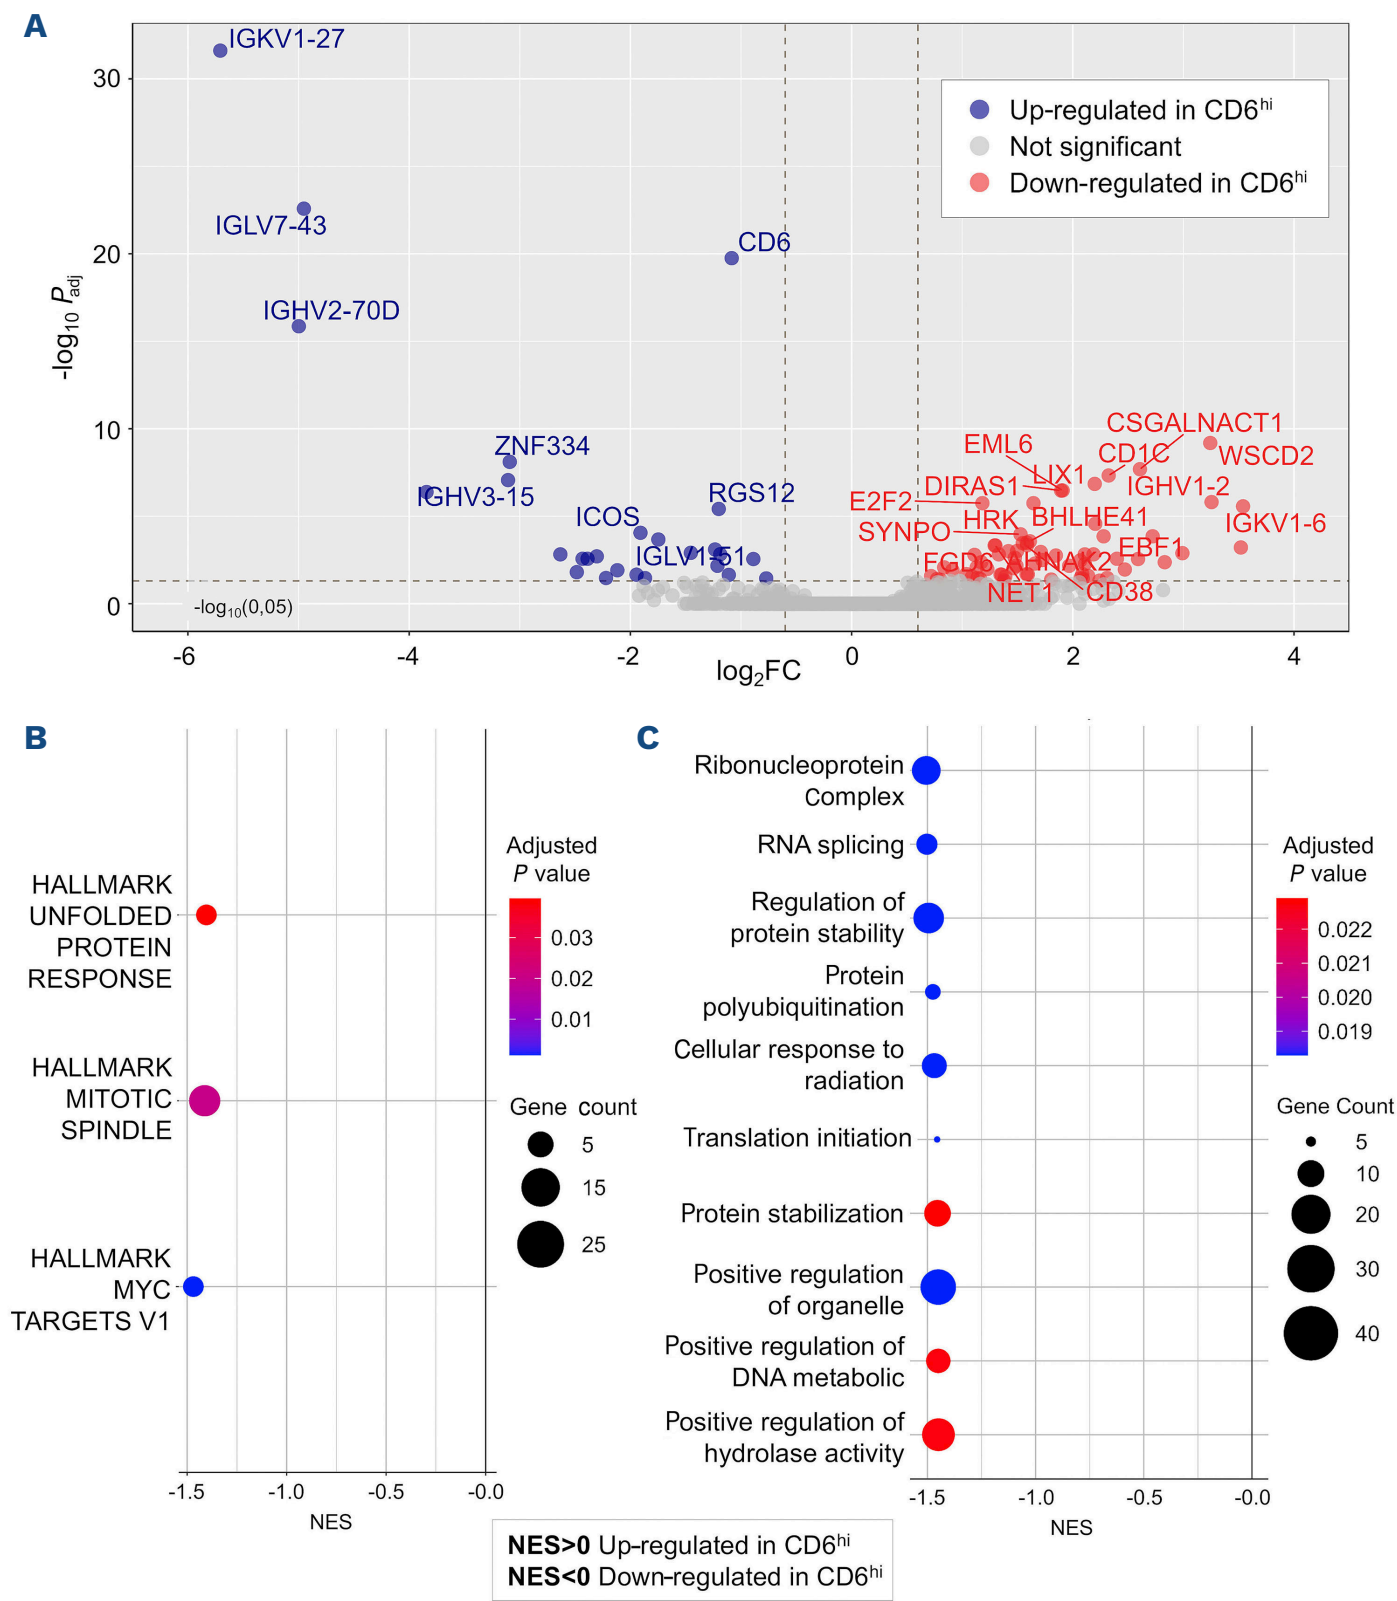 A
IGKV1-27
30
Up-regulated in CD6hi
Not significant
Down-regulated in CD6hi
IGLV7-43
CD6
20
IGHV2-70D
-log10 Padj
10
ZNF334
IGHV3-15
RGS12
ICOS
IGLV1-51
CSGALNACT1
EML6
CD1C
WSCD2
LIX1
DIRAS1
IGHV1-2
E2F2
HRK
BHLHE41
IGKV1-6
SYNPO
EBF1
FGD6
AHNAK2
NET1
CD38
0
-log10(0,05)
-6
-4
-2
0
2
4
log2FC
B
HALLMARK
UNFOLDED
PROTEIN
RESPONSE
HALLMARK
MITOTIC
SPINDLE
HALLMARK
MYC
TARGETS V1
Adjusted
P value
0.03
0.02
0.01
Gene count
5
15
25
-1.5
-1.0
-0.5
-0.0
NES
C
Ribonucleoprotein
Complex
RNA splicing
Regulation of
protein stability
Protein
polyubiquitination
Cellular response to
radiation
Translation initiation
Protein stabilization
Positive regulation
of organelle
Positive regulation of
DNA metabolic
Positive regulation of
hydrolase activity
Adjusted
P value
0.022
0.021
0.020
0.019
Gene Count
5
10
20
30
40
-1.5
-1.0
-0.5
-0.0
NES
NES>0 Up-regulated in CD6hi
NES<0 Down-regulated in CD6hi